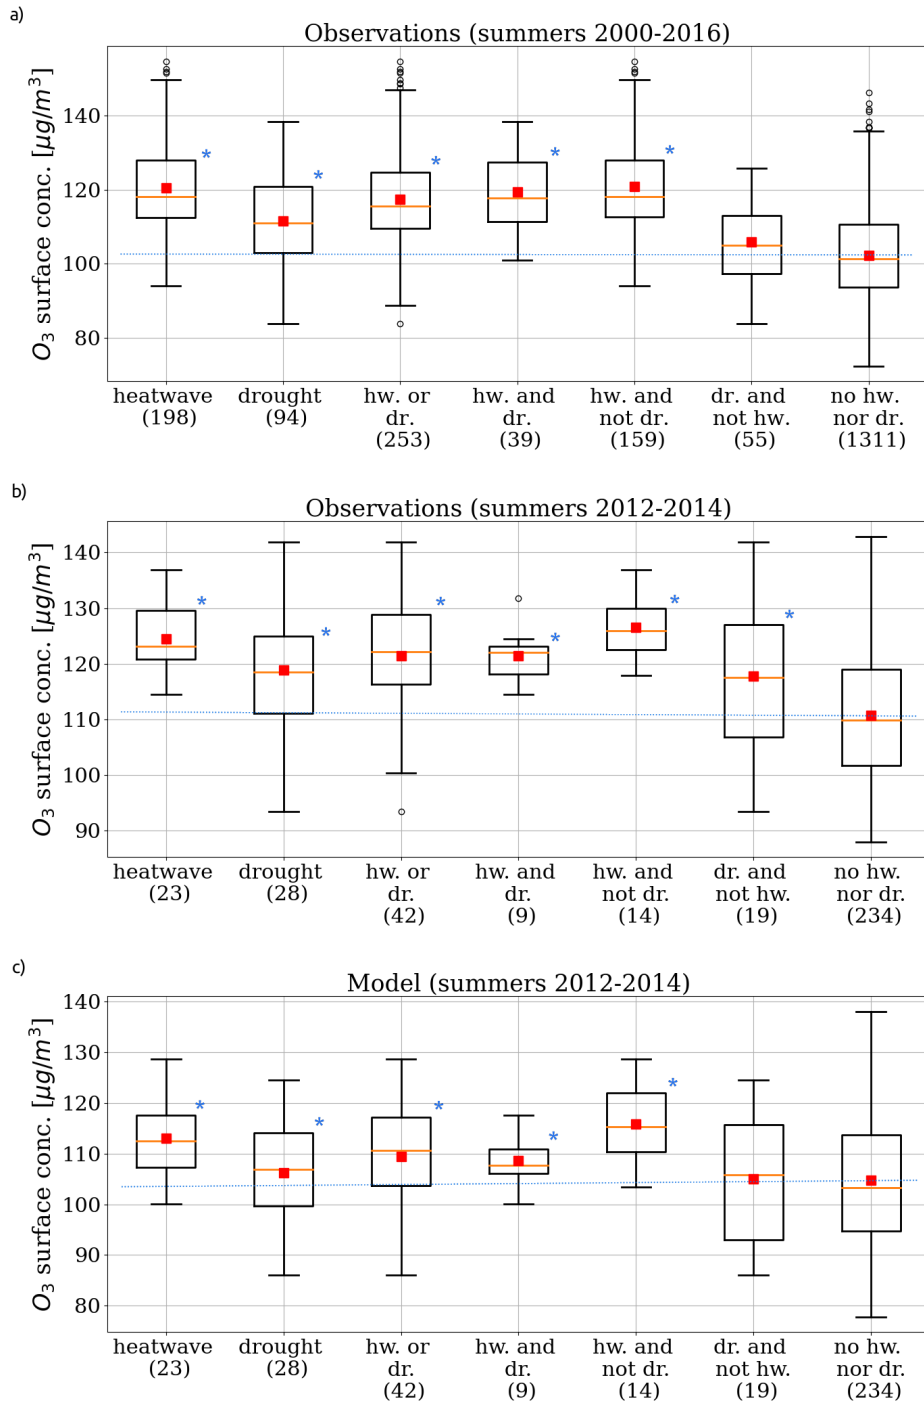 a)
Observations (summers 2000-2016)
O₃ surface conc. [μg/m³]
140
120
100
80
*
*
*
*
*
heatwave (198)
drought (94)
hw. or dr. (253)
hw. and dr. (39)
hw. and not dr. (159)
dr. and not hw. (55)
no hw. nor dr. (1311)
b)
Observations (summers 2012-2014)
O₃ surface conc. [μg/m³]
140
130
120
110
100
90
*
*
*
*
*
*
heatwave (23)
drought (28)
hw. or dr. (42)
hw. and dr. (9)
hw. and not dr. (14)
dr. and not hw. (19)
no hw. nor dr. (234)
c)
Model (summers 2012-2014)
O₃ surface conc. [μg/m³]
140
130
120
110
100
90
80
*
*
*
*
*
heatwave (23)
drought (28)
hw. or dr. (42)
hw. and dr. (9)
hw. and not dr. (14)
dr. and not hw. (19)
no hw. nor dr. (234)